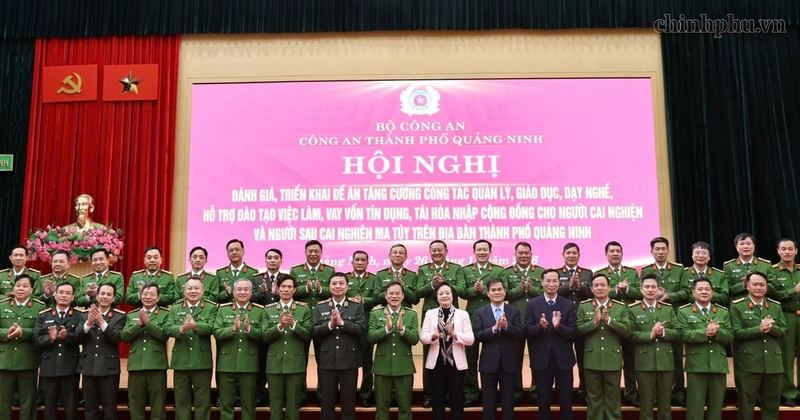 chinhphu.vn
BỘ CÔNG AN
CÔNG AN THÀNH PHỐ QUẢNG NINH
HỘI NGHỊ
ĐÁNH GIÁ, TRIỂN KHAI ĐỀ ÁN TĂNG CƯỜNG CÔNG TÁC QUẢN LÝ, GIÁO DỤC, DẠY NGHỀ,
HỖ TRỢ ĐÀO TẠO VIỆC LÀM, VAY VỐN TÍN DỤNG, TÁI HÒA NHẬP CỘNG ĐỒNG CHO NGƯỜI CAI NGHIỆN
VÀ NGƯỜI SAU CAI NGHIỆN MA TÚY TRÊN ĐỊA BÀN THÀNH PHỐ QUẢNG NINH